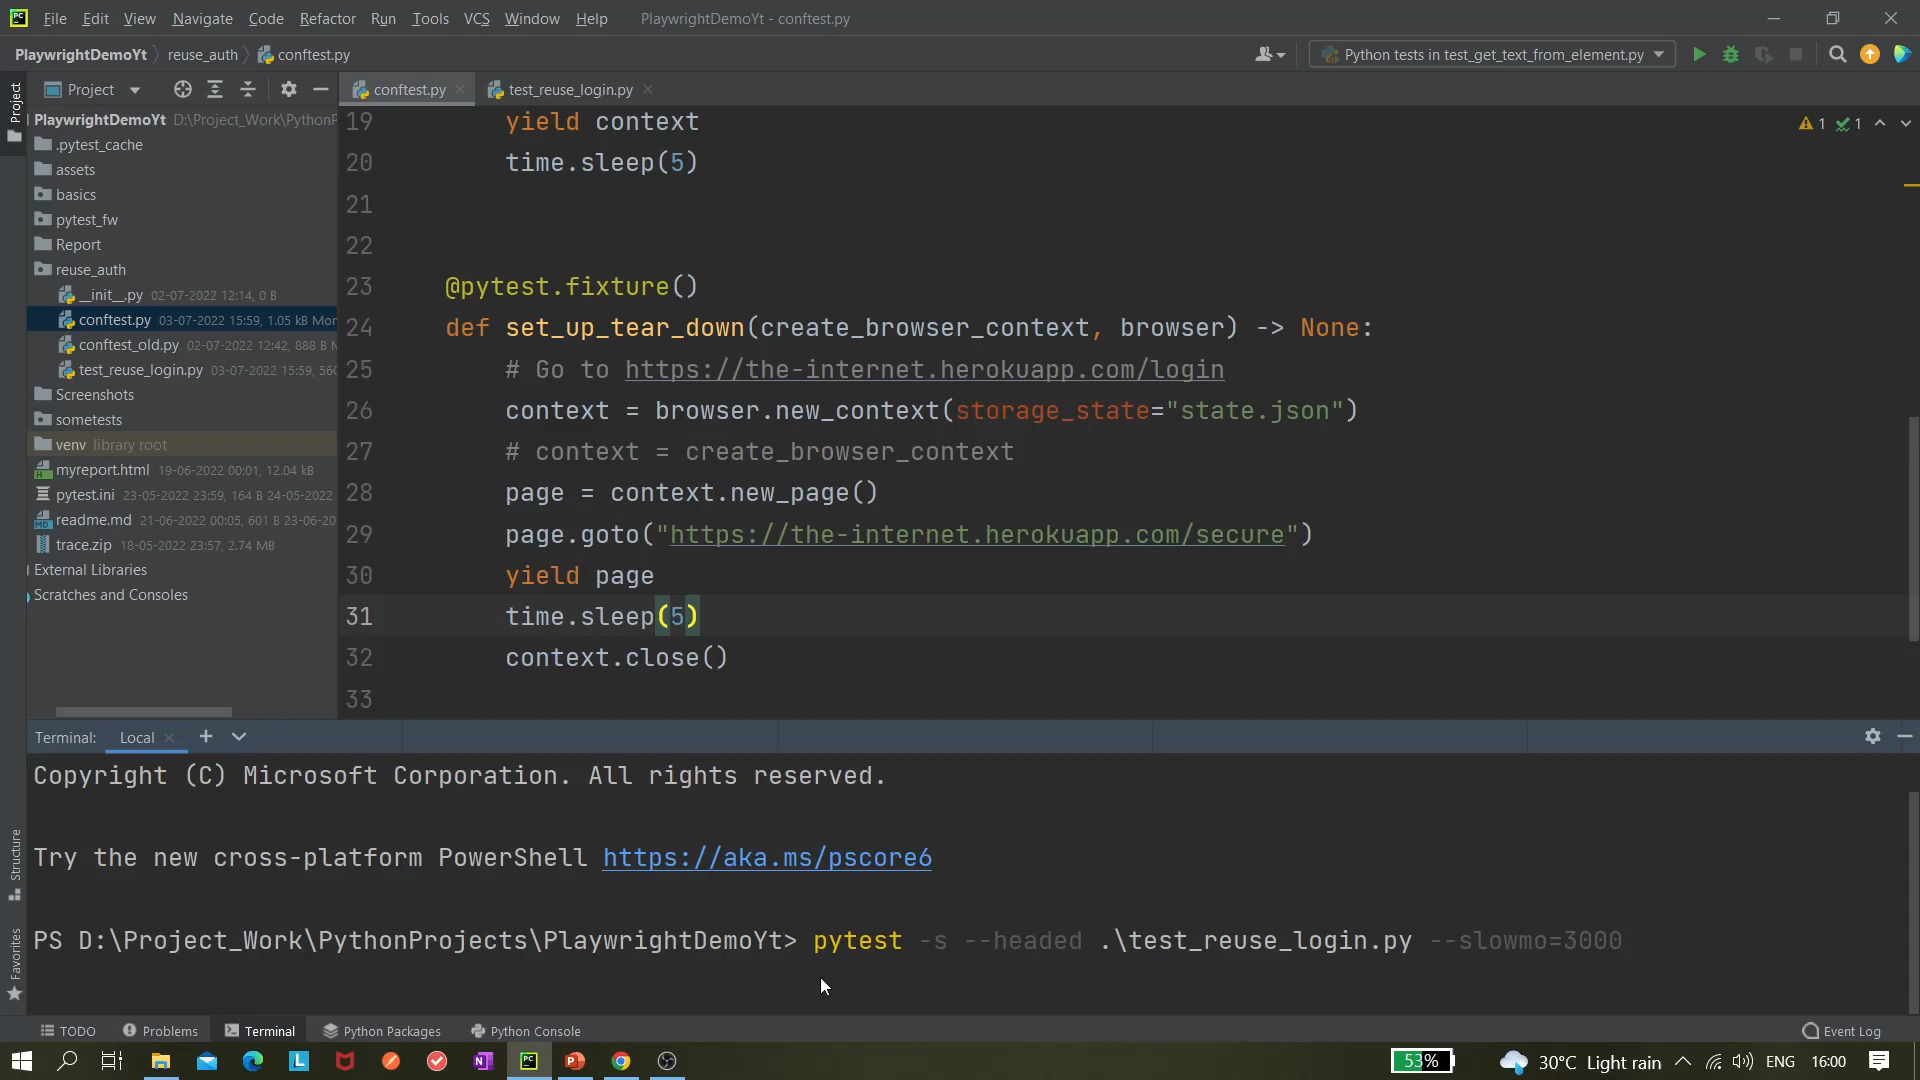 File Edit View Navigate Code Refactor Run Tools VCS Window Help PlaywrightDemoYt - conftest.py
PlaywrightDemoYt reuse_auth conftest.py Python tests in test_get_text_from_element.py
Project conftest.py test_reuse_login.py
Project
PlaywrightDemoYt D:\Project_Work\PythonP
.pytest_cache
assets
basics
pytest_fw
Report
reuse_auth
__init__.py 02-07-2022 12:14, 0 B
conftest.py 03-07-2022 15:59, 1.05 kB Mor
conftest_old.py 02-07-2022 12:42, 888 B
test_reuse_login.py 03-07-2022 15:59, 560
Screenshots
sometests
venv library root
myreport.html 19-06-2022 00:01, 12.04 kB
pytest.ini 23-05-2022 23:59, 164 B 24-05-2022
readme.md 21-06-2022 00:05, 601 B 23-06-20
trace.zip 18-05-2022 23:57, 2.74 MB
External Libraries
Scratches and Consoles
1 1
19 yield context
20 time.sleep(5)
21
22
23 @pytest.fixture()
24 def set_up_tear_down(create_browser_context, browser) -> None:
25 # Go to https://the-internet.herokuapp.com/login
26 context = browser.new_context(storage_state="state.json")
27 # context = create_browser_context
28 page = context.new_page()
29 page.goto("https://the-internet.herokuapp.com/secure")
30 yield page
31 time.sleep(5)
32 context.close()
33
Terminal: Local
Copyright (C) Microsoft Corporation. All rights reserved.
Try the new cross-platform PowerShell https://aka.ms/pscore6
PS D:\Project_Work\PythonProjects\PlaywrightDemoYt> pytest -s --headed .\test_reuse_login.py --slowmo=3000
Structure
Favorites
TODO Problems Terminal Python Packages Python Console Event Log
53% 30°C Light rain ENG 16:00